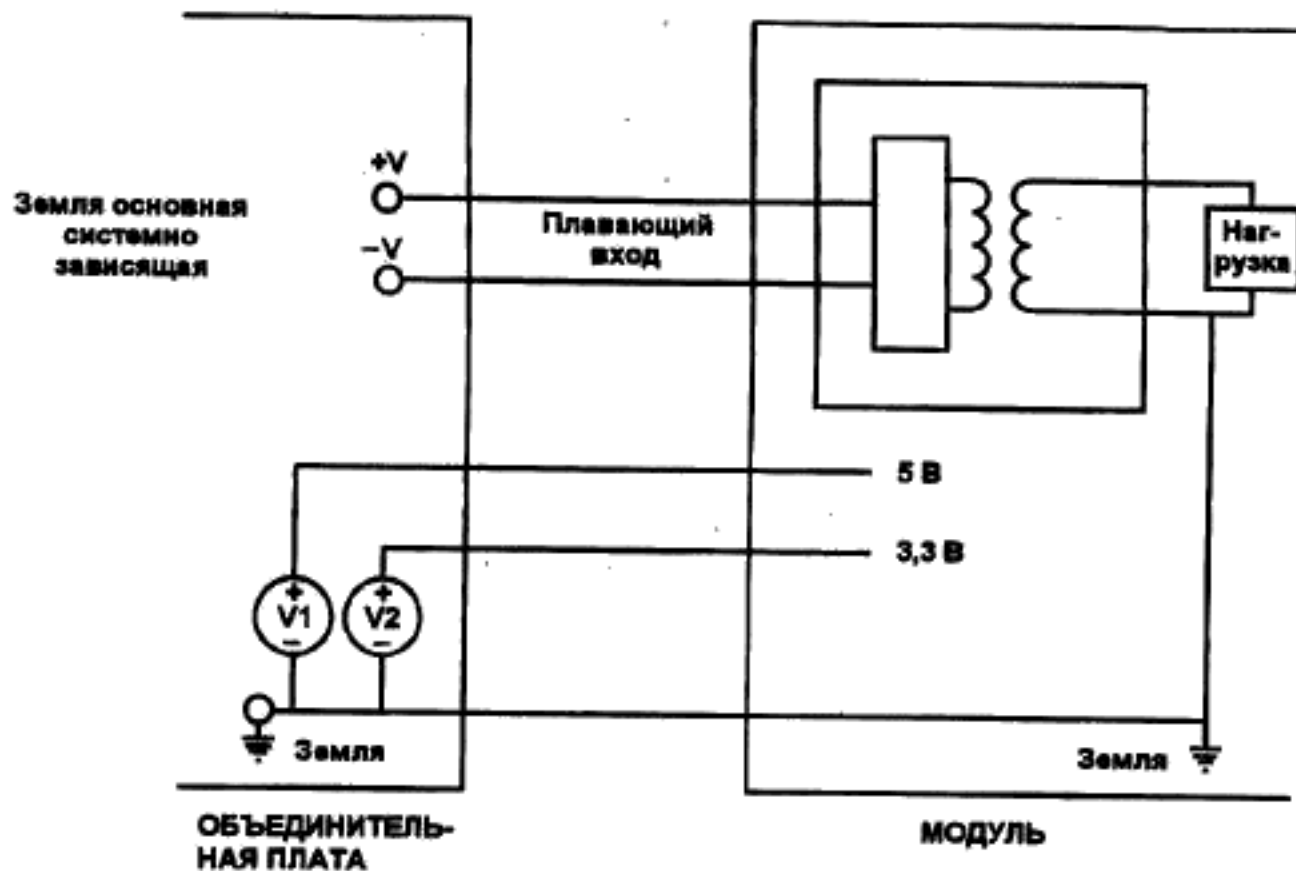 +V
Земля основная
системно
зависящая
−V
Плавающий
вход
Наг-
рузка
5 В
3,3 В
+
V1
−
+
V2
−
Земля
Земля
ОБЪЕДИНИТЕЛЬ-
НАЯ ПЛАТА
МОДУЛЬ